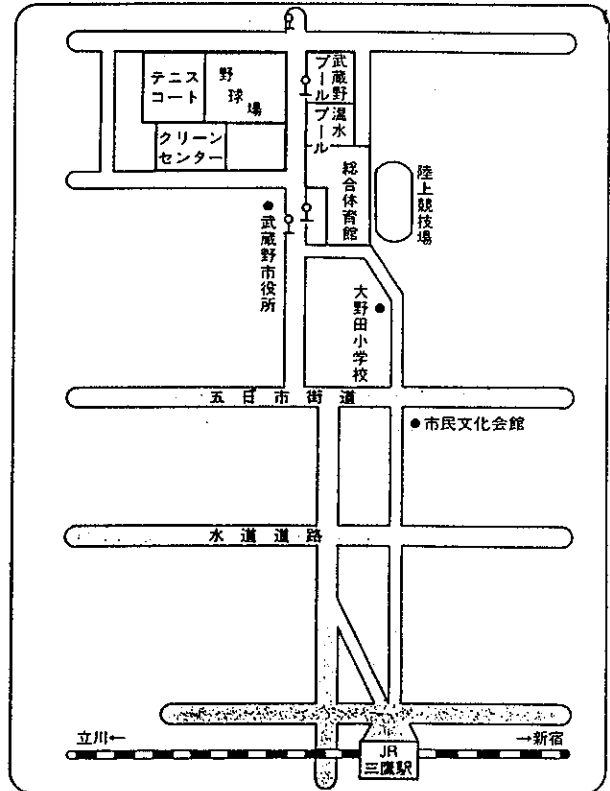 テニス
コート
野球場
武蔵野
プール
温水
プール
クリーン
センター
総合体育館
陸上競技場
武蔵野市役所
大野田小学校
五日市街道
市民文化会館
水道道路
立川←
→新宿
JR
三鷹駅